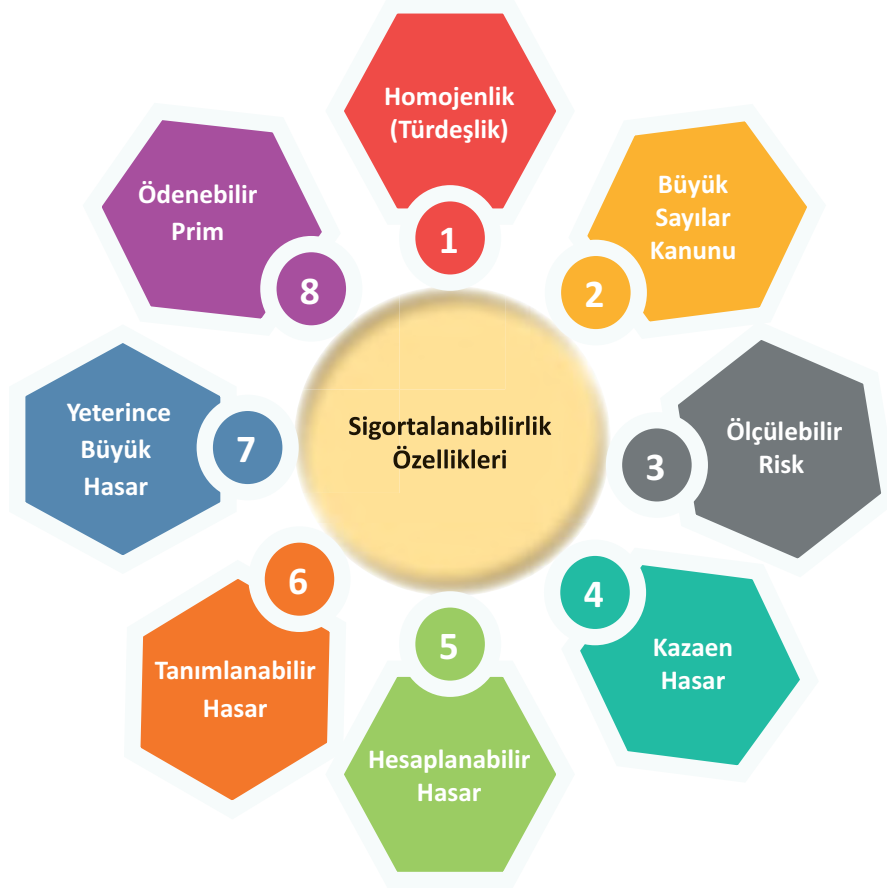 Homojenlik
(Türdeşlik)
1
Büyük
Sayılar
Kanunu
2
Ölçülebilir
Risk
3
Kazaen
Hasar
4
Hesaplanabilir
Hasar
5
Tanımlanabilir
Hasar
6
Yeterince
Büyük
Hasar
7
Ödenebilir
Prim
8
Sigortalanabilirlik
Özellikleri